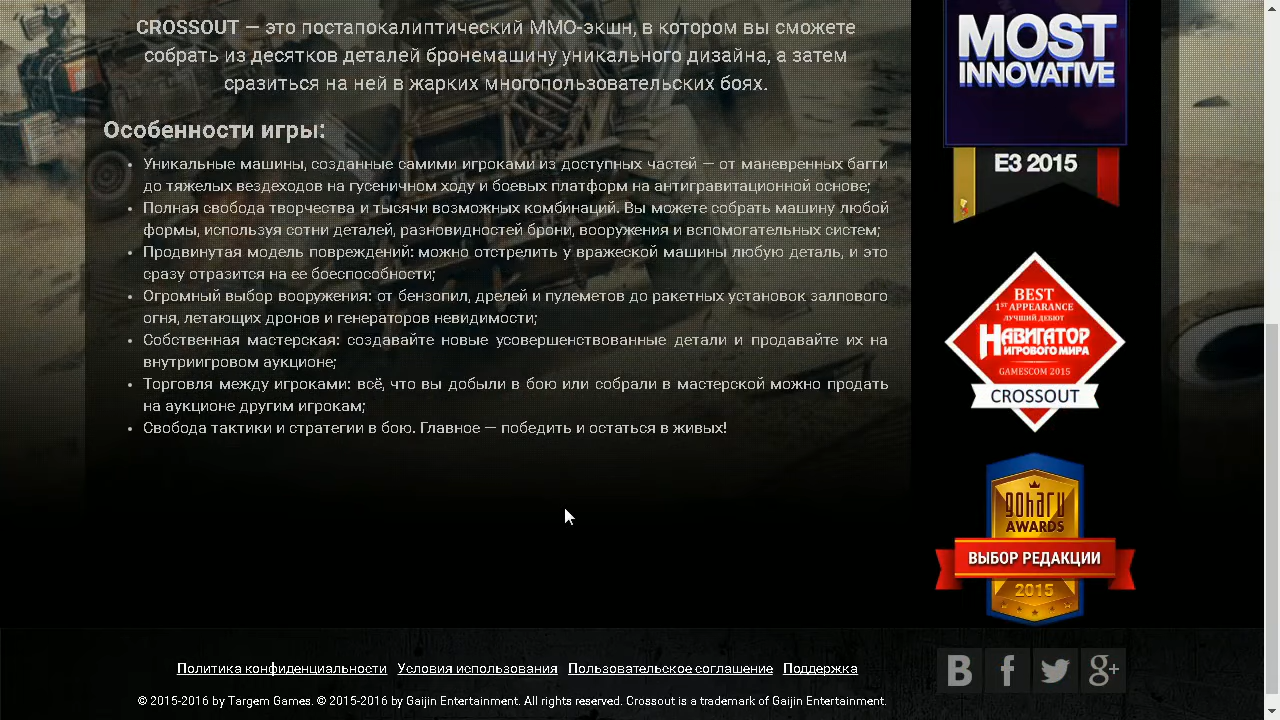 CROSSOUT — это постапокалиптический ММО-экшн, в котором вы сможете
собрать из десятков деталей бронемашину уникального дизайна, а затем
сразиться на ней в жарких многопользовательских боях.
Особенности игры:
• Уникальные машины, созданные самими игроками из доступных частей — от маневренных багги
до тяжелых вездеходов на гусеничном ходу и боевых платформ на антигравитационной основе;
• Полная свобода творчества и тысячи возможных комбинаций. Вы можете собрать машину любой
формы, используя сотни деталей, разновидностей брони, вооружения и вспомогательных систем;
• Продвинутая модель повреждений: можно отстрелить у вражеской машины любую деталь, и это
сразу отразится на ее боеспособности;
• Огромный выбор вооружения: от бензопил, дрелей и пулеметов до ракетных установок залпового
огня, летающих дронов и генераторов невидимости;
• Собственная мастерская: создавайте новые усовершенствованные детали и продавайте их на
внутриигровом аукционе;
• Торговля между игроками: всё, что вы добыли в бою или собрали в мастерской можно продать
на аукционе другим игрокам;
• Свобода тактики и стратегии в бою. Главное — победить и остаться в живых!
MOST
INNOVATIVE
E3 2015
BEST
1ST APPEARANCE
ЛУЧШИЙ ДЕБЮТ
НАВИГАТОР
ИГРОВОГО МИРА
GAMESCOM 2015
CROSSOUT
goharu
AWARDS
ВЫБОР РЕДАКЦИИ
2015
Политика конфиденциальности Условия использования Пользовательское соглашение Поддержка
© 2015-2016 by Targem Games. © 2015-2016 by Gaijin Entertainment. All rights reserved. Crossout is a trademark of Gaijin Entertainment.
B f g+